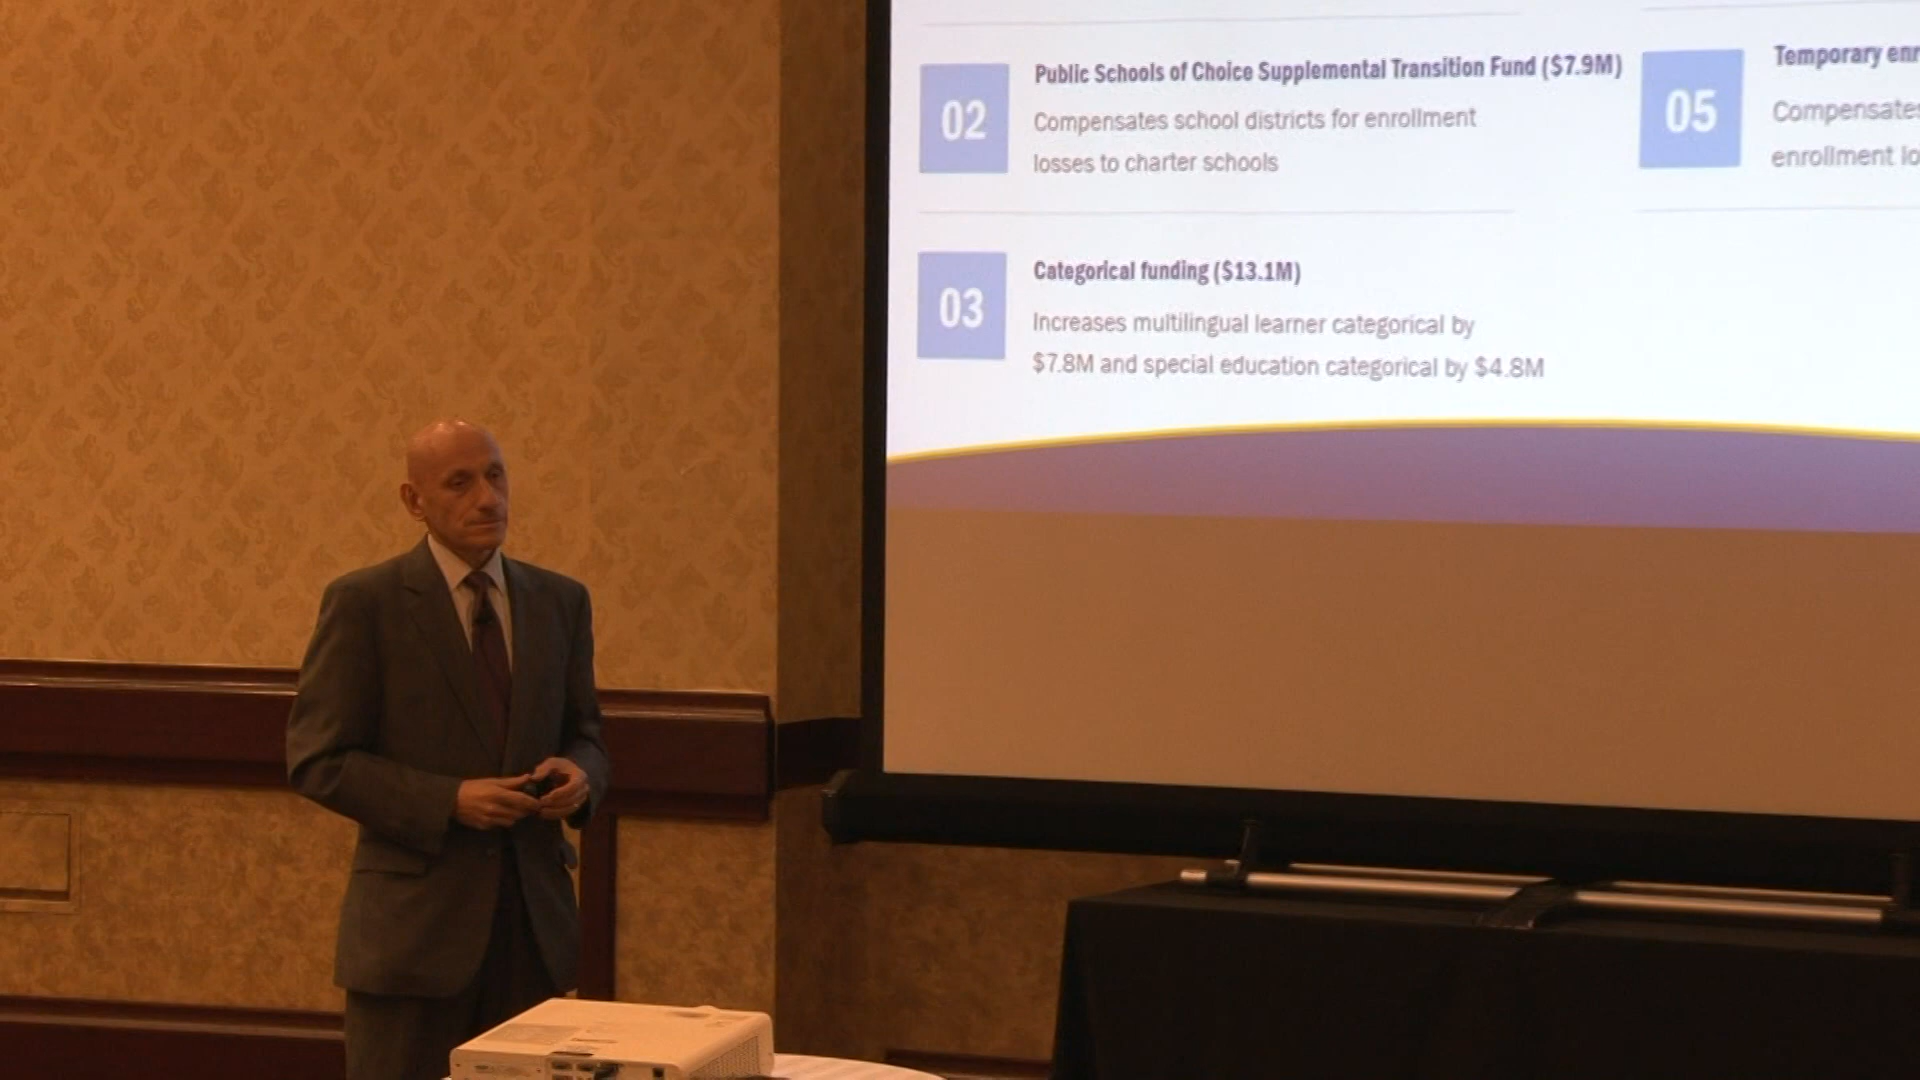 02
Public Schools of Choice Supplemental Transition Fund ($7.9M)
Compensates school districts for enrollment
losses to charter schools
03
Categorical funding ($13.1M)
Increases multilingual learner categorical by
$7.8M and special education categorical by $4.8M
05
Temporary enr
Compensates
enrollment lo